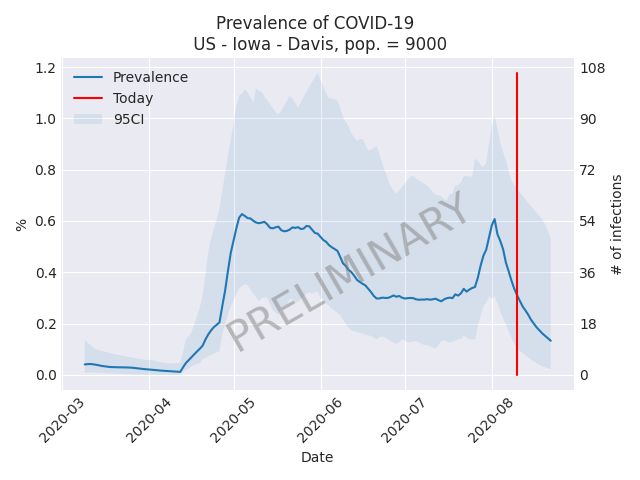 Prevalence of COVID-19
US - Iowa - Davis, pop. = 9000
1.2
1.0
0.8
0.6
0.4
0.2
0.0
%
Prevalence
Today
95CI
PRELIMINARY
108
90
72
54
36
18
0
# of infections
2020-03
2020-04
2020-05
2020-06
2020-07
2020-08
Date